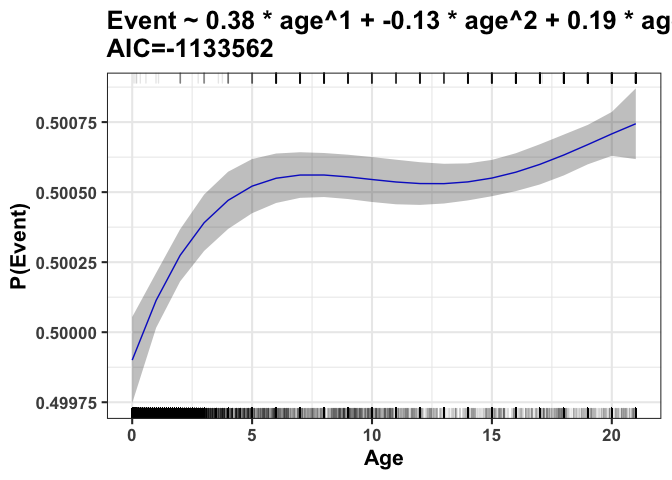 Event ~ 0.38 * age^1 + -0.13 * age^2 + 0.19 * ag
AIC=-1133562
0.50075
0.50050
0.50025
0.50000
0.49975
P(Event)
0 5 10 15 20
Age